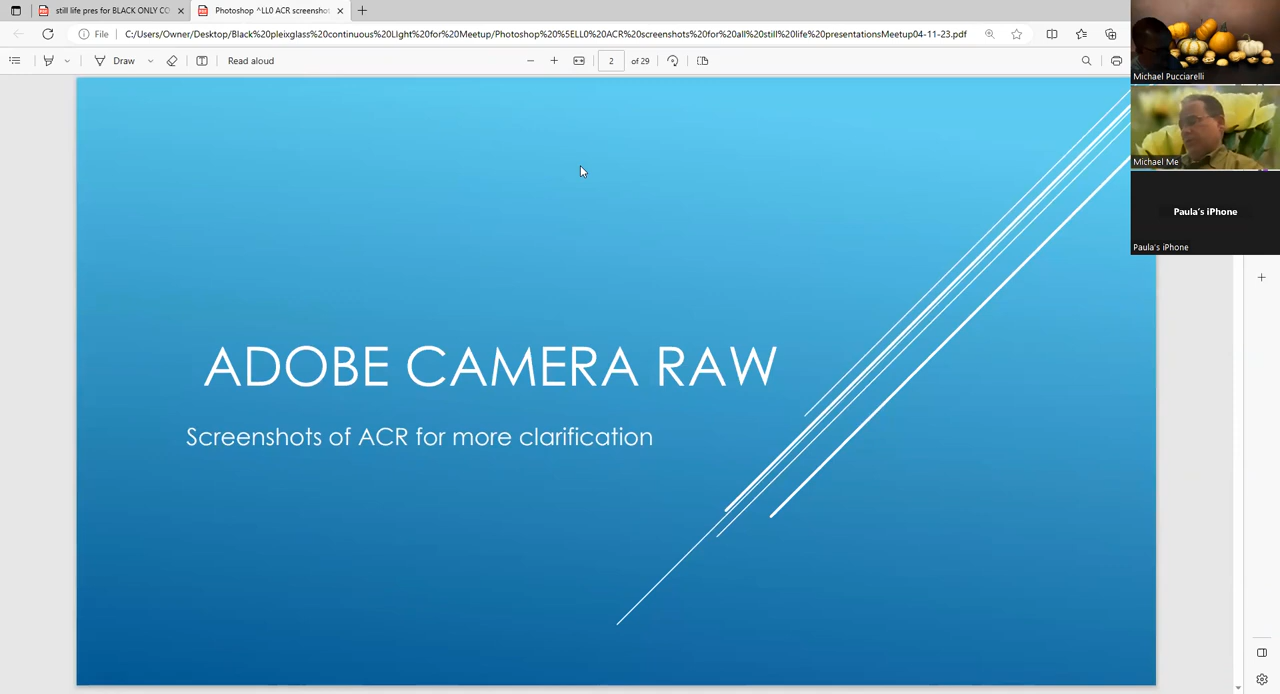 still life pres for BLACK ONLY CO
Photoshop ^LL0 ACR screenshot
File
C:/Users/Owner/Desktop/Black%20pleixglass%20continuous%20Light%20for%20Meetup/Photoshop%20%5ELL0%20ACR%20screenshots%20for%20all%20still%20life%20presentationsMeetup04-11-23.pdf
Draw
Read aloud
2
of 29
Michael Pucciarelli
Michael Me
Paula's iPhone
Paula's iPhone
ADOBE CAMERA RAW
Screenshots of ACR for more clarification